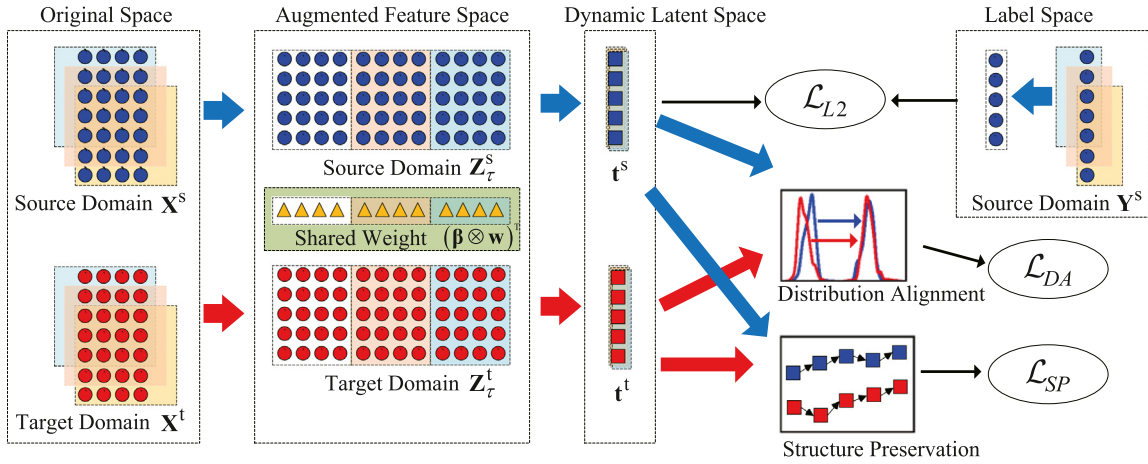 Original Space
Augmented Feature Space
Dynamic Latent Space
Label Space
Source Domain X^s
Source Domain Z_τ^s
Shared Weight (β ⊗ w)^T
Target Domain X^t
Target Domain Z_τ^t
t^s
t^t
ℒ_L2
Source Domain Y^s
Distribution Alignment
ℒ_DA
Structure Preservation
ℒ_SP